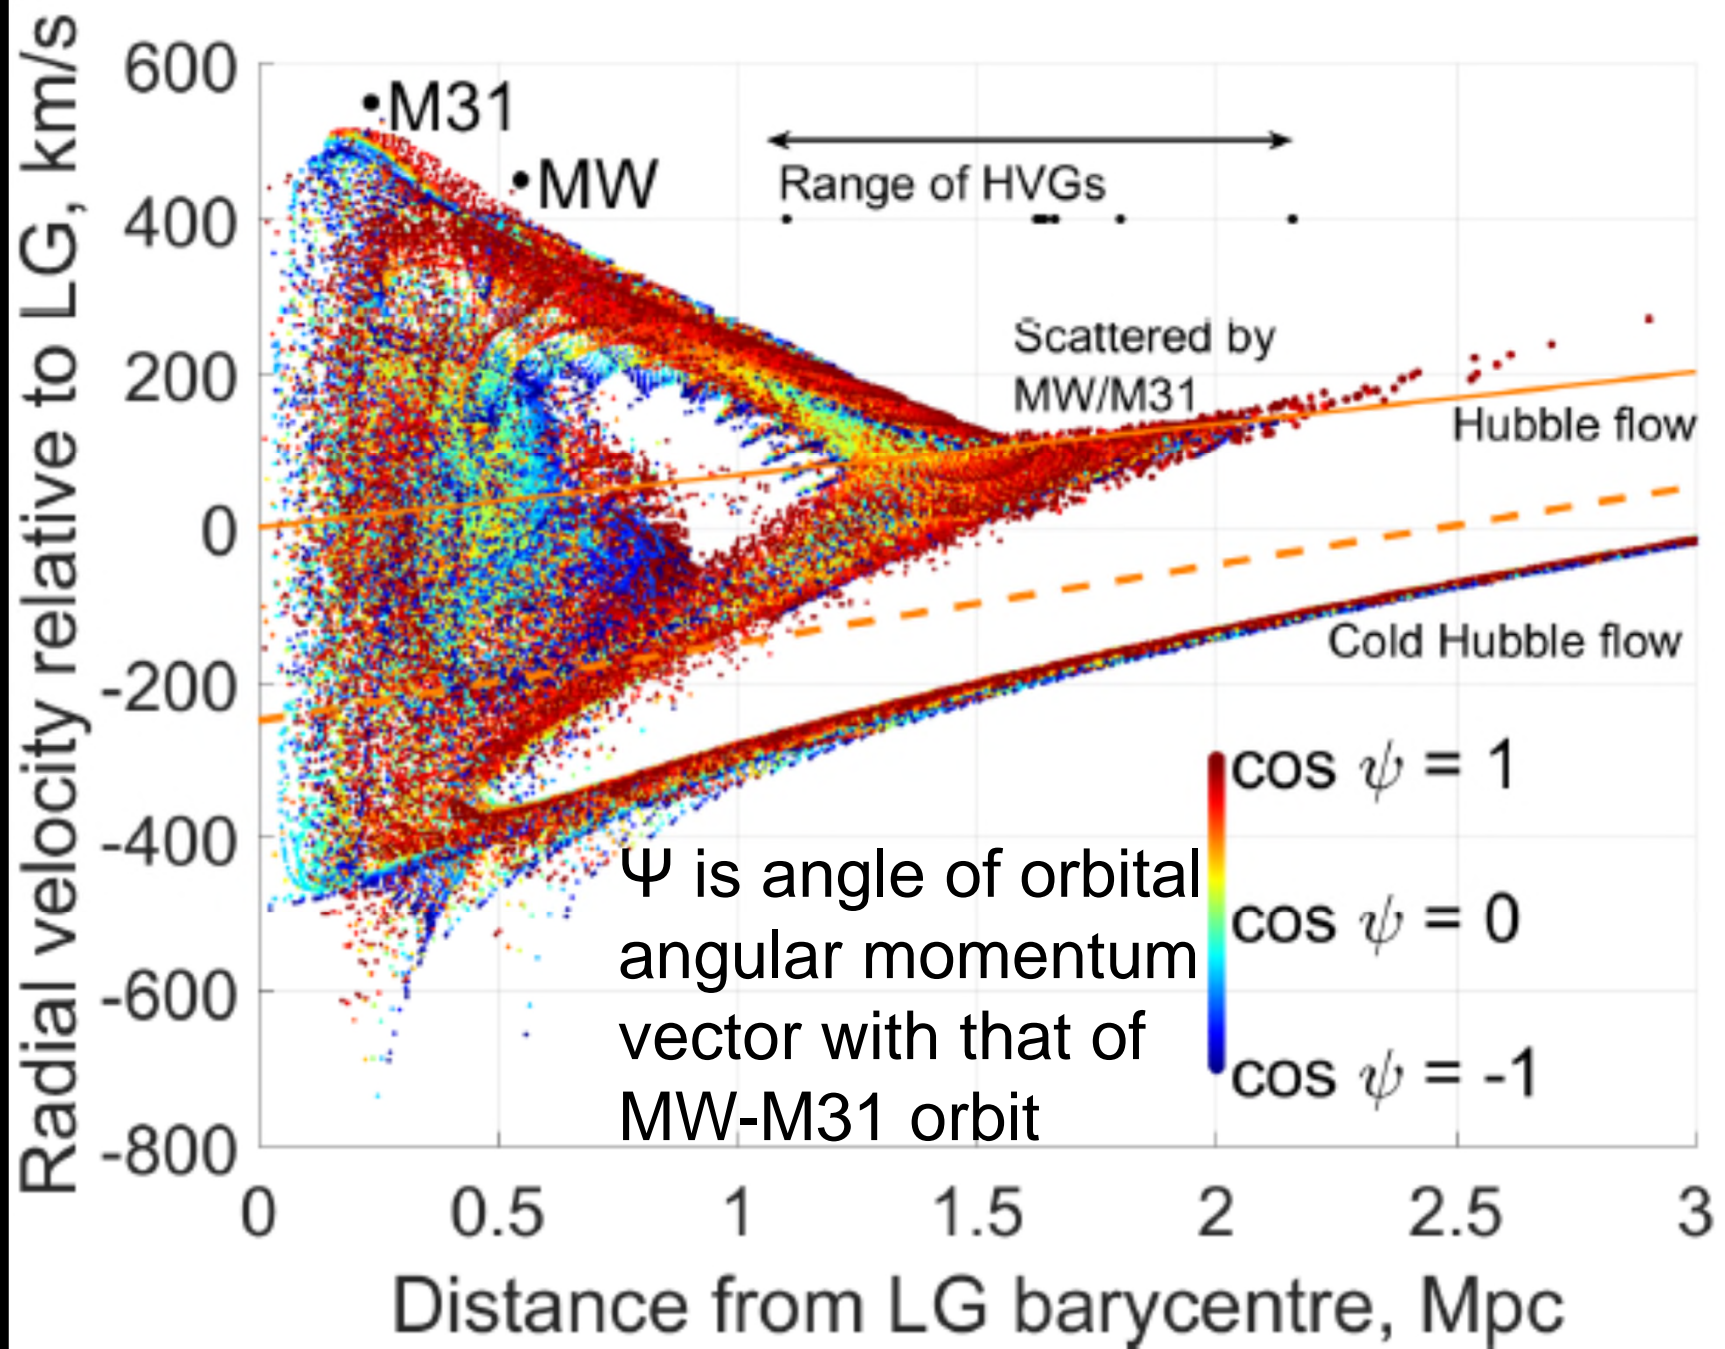 Radial velocity relative to LG, km/s
600
400
200
0
-200
-400
-600
-800
M31
MW
Range of HVGs
Scattered by
MW/M31
Hubble flow
Cold Hubble flow
cos ψ = 1
cos ψ = 0
cos ψ = -1
Ψ is angle of orbital
angular momentum
vector with that of
MW-M31 orbit
0 0.5 1 1.5 2 2.5 3
Distance from LG barycentre, Mpc